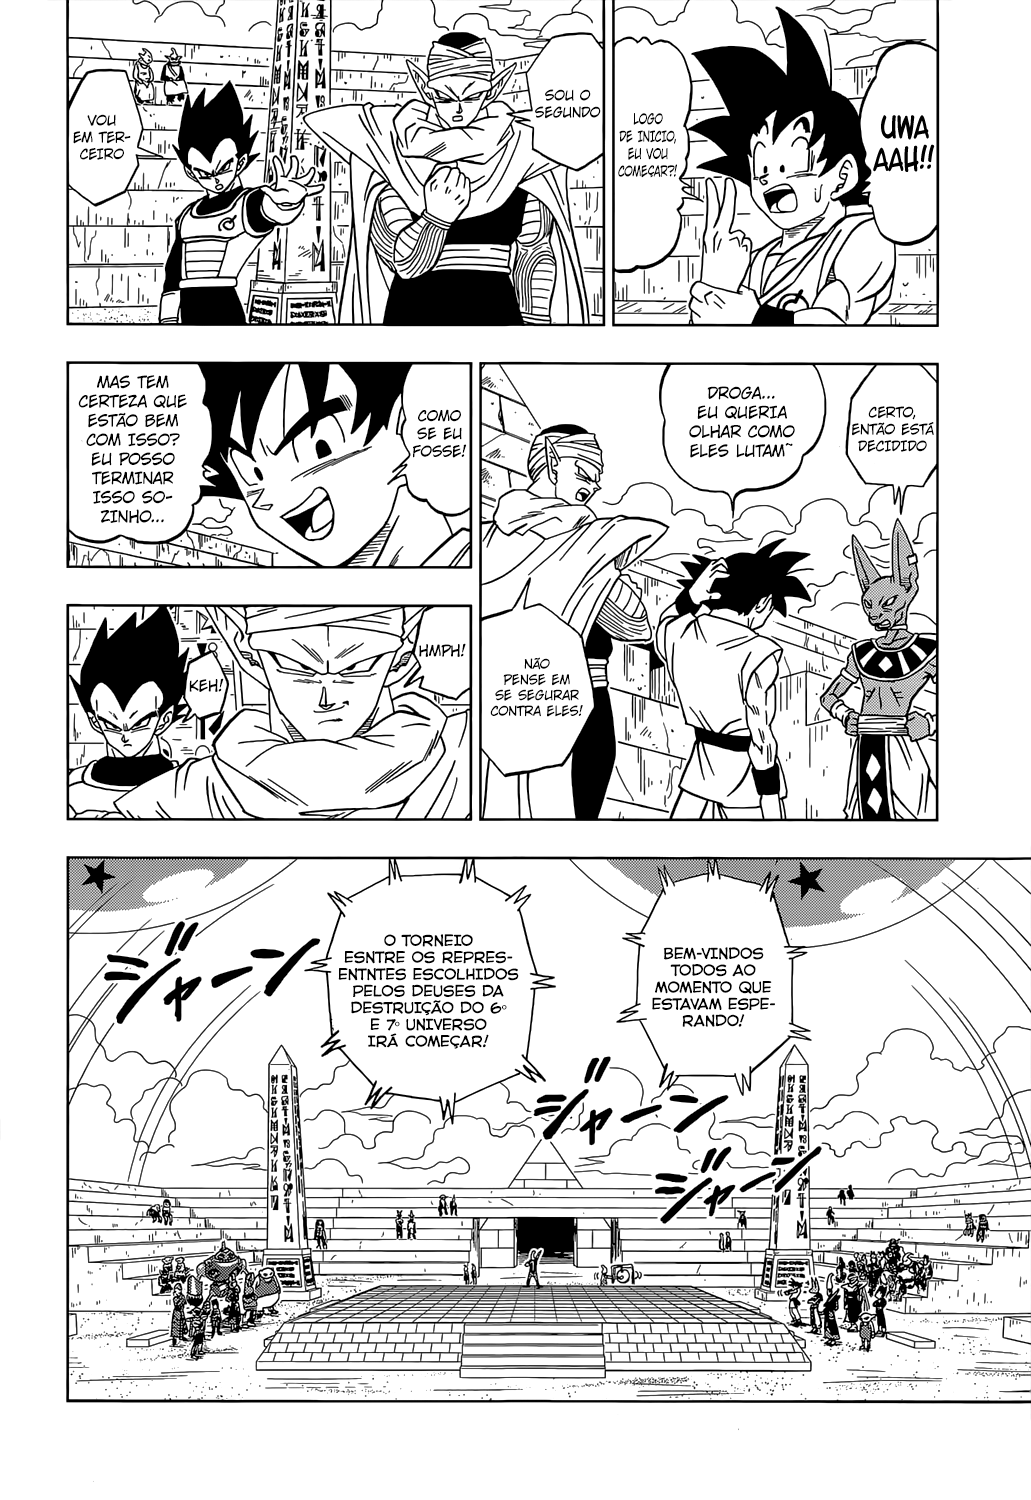 UWA
AAH!!
LOGO
DE INICIO,
EU VOU
COMEÇAR?!
SOU O
SEGUNDO
VOU
EM TER-
CEIRO
CERTO,
ENTÃO ESTÁ
DECIDIDO
DROGA...
EU QUERIA
OLHAR COMO
ELES LUTAM~
NÃO
PENSE EM
SE SEGURAR
CONTRA ELES!
COMO
SE EU
FOSSE!
MAS TEM
CERTEZA QUE
ESTÃO BEM
COM ISSO?
EU POSSO
TERMINAR
ISSO SO-
ZINHO...
HMPH!
KEH!
BEM-VINDOS
TODOS AO
MOMENTO QUE
ESTAVAM ESPE-
RANDO!
O TORNEIO
ESNTRE OS REPRES-
ENTNTES ESCOLHIDOS
PELOS DEUSES DA
DESTRUIÇÃO DO 6º
E 7º UNIVERSO
IRÁ COMEÇAR!
ジャーン
ジャーン
ジャーン